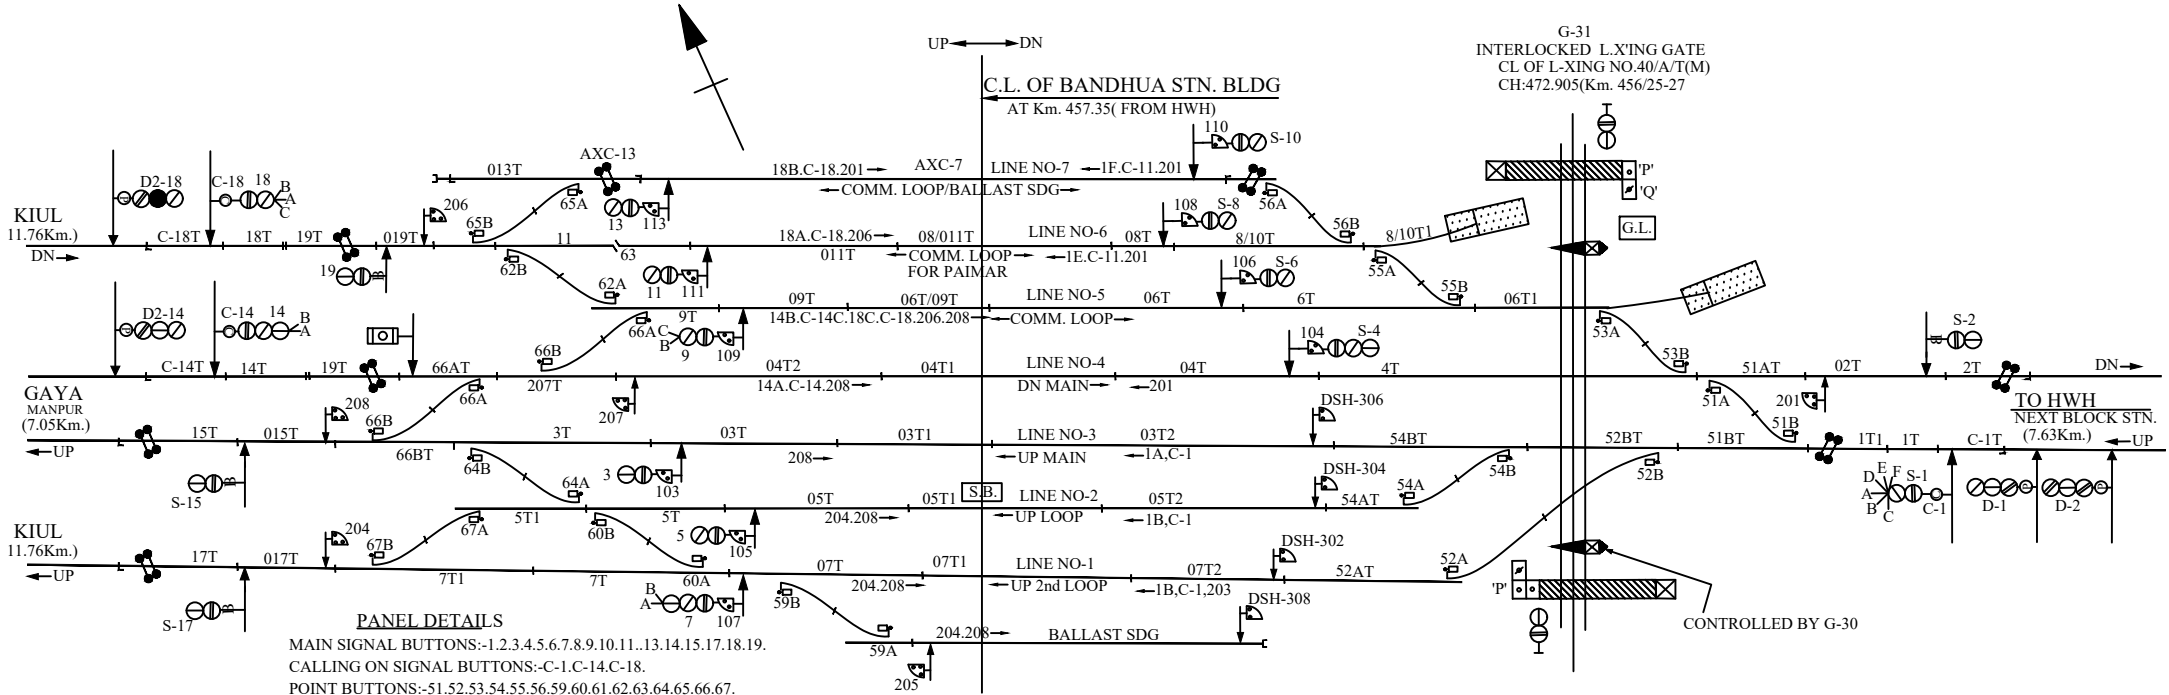 G-31
INTERLOCKED L.X'ING GATE
CL OF L-XING NO.40/A/T(M)
CH:472.905(Km. 456/25-27
UP DN
C.L. OF BANDHUA STN. BLDG
AT Km. 457.35( FROM HWH)
110 S-10
AXC-13
013T 18B.C-18.201 AXC-7 LINE NO-7 1F.C-11.201
COMM. LOOP/BALLAST SDG
'P'
'Q'
G.L.
D2-18 C-18 18 B A C
206 65B 65A 13 113 108 S-8 56A 56B
KIUL
11.76Km.)
DN
C-18T 18T 19T 019T 11 63 18A.C-18.206 08/011T LINE NO-6 08T 8/10T 8/10T1
011T COMM. LOOP 1E.C-11.201
FOR PAIMAR
19 B 62B 62A 11 111 106 S-6 55A 55B
09T 06T/09T LINE NO-5 06T 6T 06T1
9T 14B.C-14C.18C.C-18.206.208 COMM. LOOP
D2-14 C-14 14 B A
66A C B 9 109 66B 104 S-4 53A 53B S-2 B
C-14T 14T 19T 66AT 04T2 04T1 LINE NO-4 04T 4T 51AT 02T 2T DN
207T 14A.C-14.208 DN MAIN 201
GAYA
MANPUR
(7.05Km.)
208 66B 66A 207 DSH-306 51A 51B 201
TO HWH
NEXT BLOCK STN.
(7.63Km.)
UP 15T 015T 3T 03T 03T1 LINE NO-3 03T2 54BT 52BT 51BT 1T1 1T C-1T UP
66BT 208 UP MAIN 1A,C-1
S-15 B 64B 64A 3 103 S.B. DSH-304 54A 54B 52B
E F S-1
D
A
B C C-1 D-1 D-2
05T 05T1 LINE NO-2 05T2 54AT
5T1 5T 204.208 UP LOOP 1B,C-1
KIUL
11.76Km.)
UP
204 67B 67A 60B 5 105 DSH-302 52A
17T 017T 07T 07T1 LINE NO-1 07T2 52AT
7T1 7T 60A 204.208 UP 2nd LOOP 1B,C-1,203
S-17 B B A 7 107 59B DSH-308 'P'
204.208 BALLAST SDG
59A
205
CONTROLLED BY G-30
PANEL DETAILS
MAIN SIGNAL BUTTONS:-1.2.3.4.5.6.7.8.9.10.11..13.14.15.17.18.19.
CALLING ON SIGNAL BUTTONS:-C-1.C-14.C-18.
POINT BUTTONS:-51.52.53.54.55.56.59.60.61.62.63.64.65.66.67.